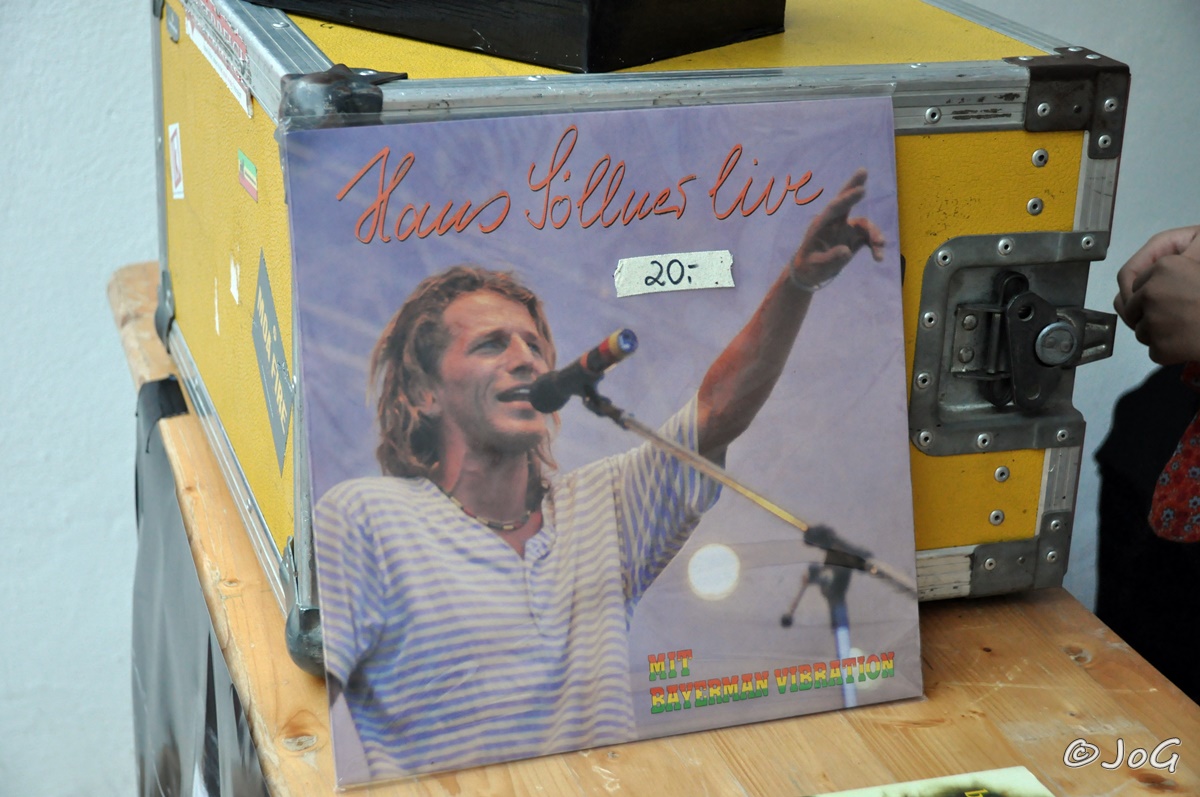 Hans Söllner live
20.-
MIT
BAYERMAN VIBRATION
© JoG